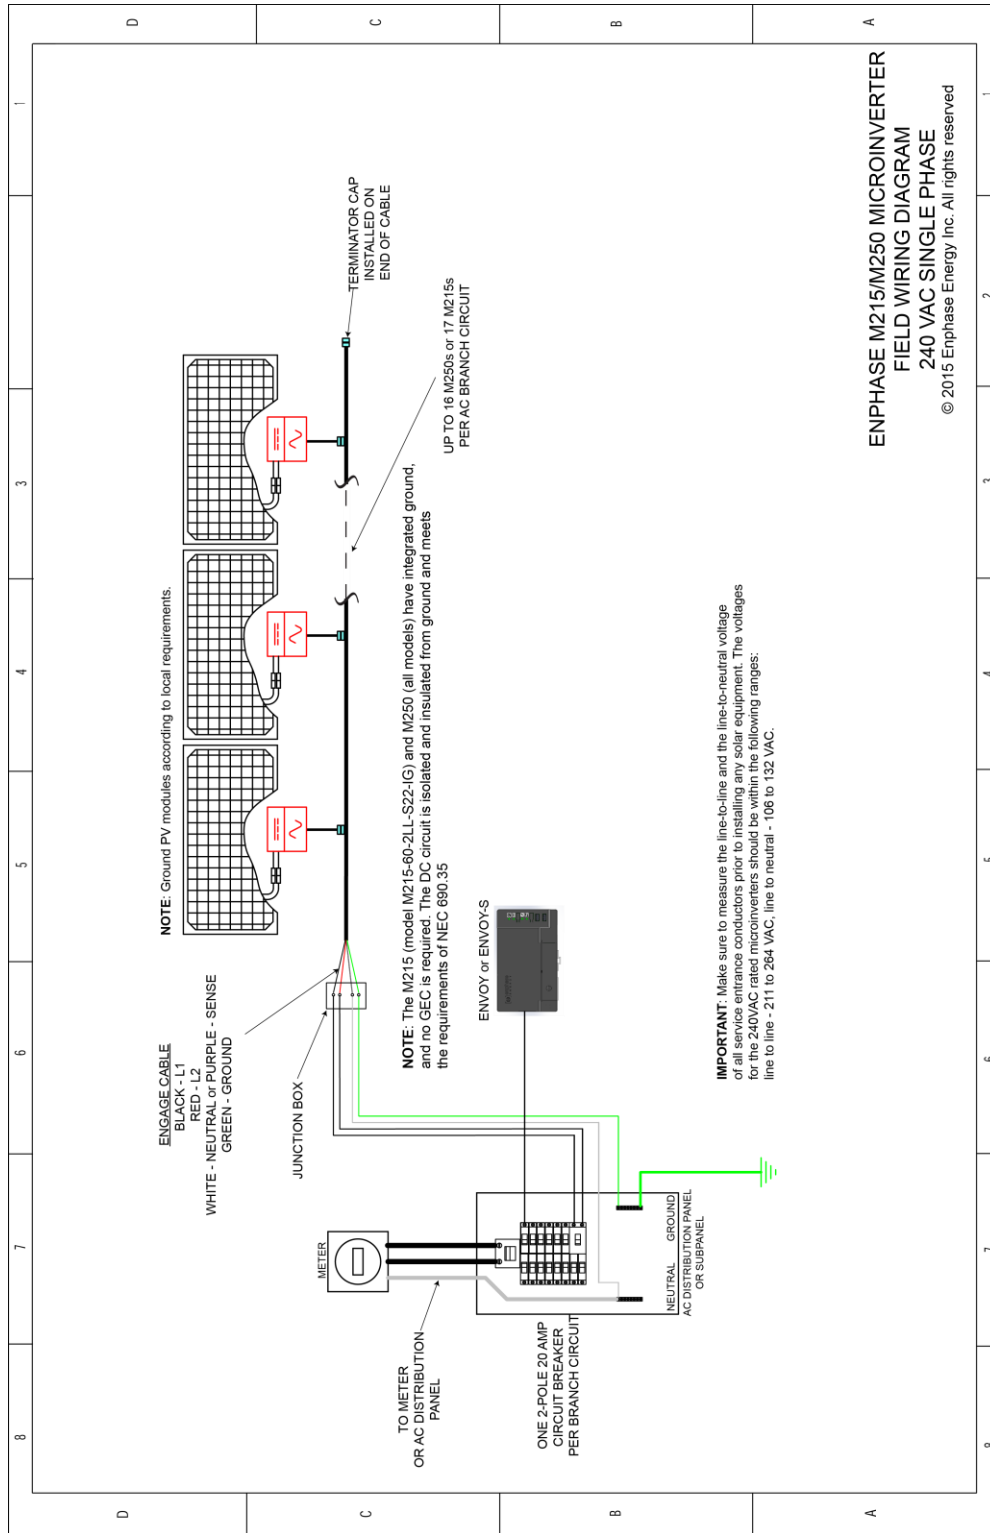 NOTE: Ground PV modules according to local requirements.
ENGAGE CABLE
BLACK - L1
RED - L2
WHITE - NEUTRAL or PURPLE - SENSE
GREEN - GROUND
JUNCTION BOX
TERMINATOR CAP
INSTALLED ON
END OF CABLE
UP TO 16 M250s or 17 M215s
PER AC BRANCH CIRCUIT
NOTE: The M215 (model M215-60-2LL-S22-IG) and M250 (all models) have integrated ground,
and no GEC is required. The DC circuit is isolated and insulated from ground and meets
the requirements of NEC 690.35
METER
TO METER
OR AC DISTRIBUTION
PANEL
ENVOY or ENVOY-S
ONE 2-POLE 20 AMP
CIRCUIT BREAKER
PER BRANCH CIRCUIT
NEUTRAL
GROUND
AC DISTRIBUTION PANEL
OR SUBPANEL
IMPORTANT: Make sure to measure the line-to-line and the line-to-neutral voltage
of all service entrance conductors prior to installing any solar equipment. The voltages
for the 240VAC rated microinverters should be within the following ranges:
line to line - 211 to 264 VAC, line to neutral - 106 to 132 VAC.
ENPHASE M215/M250 MICROINVERTER
FIELD WIRING DIAGRAM
240 VAC SINGLE PHASE
© 2015 Enphase Energy Inc. All rights reserved
8
7
6
5
4
3
2
1
D
C
B
A
D
C
B
A